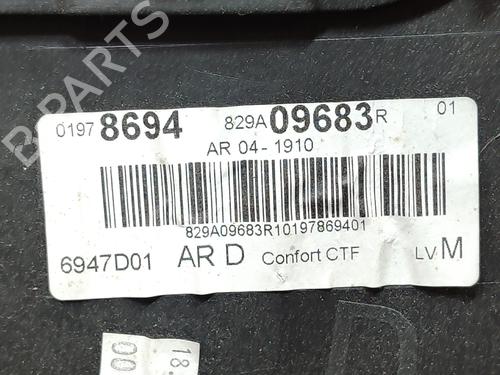 0197 8694 829A 09683 R 01
AR 04 - 1910
829A09683R10197869401
6947D01 AR D Confort CTF LV M
18.
00
B-PARTS